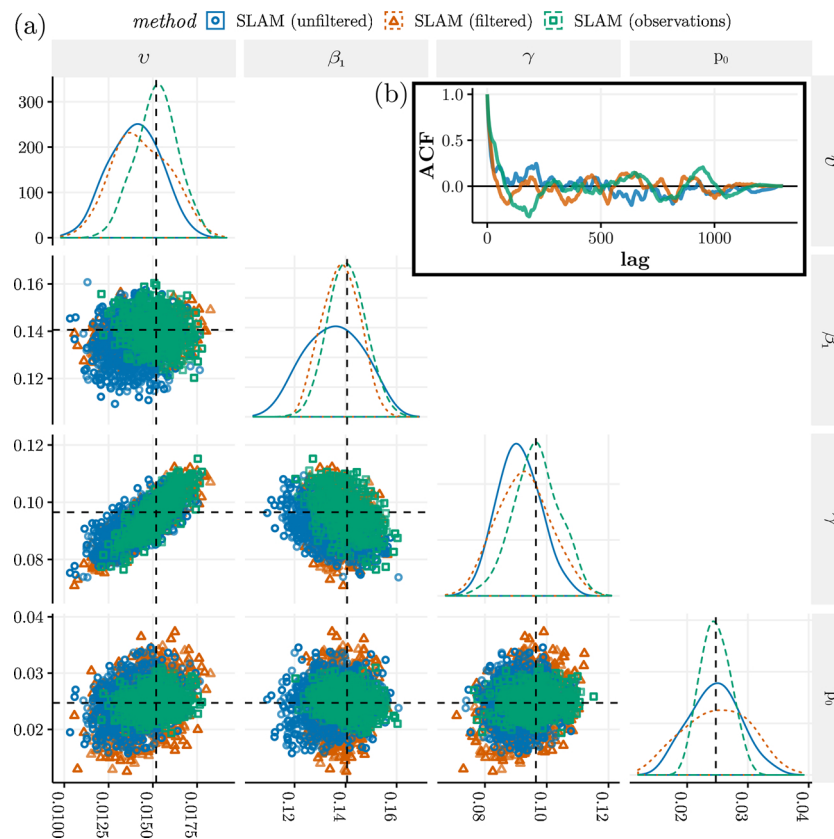 (a) method SLAM (unfiltered) SLAM (filtered) SLAM (observations)
υ β₁ γ p₀
(b)
1.0
0.5
0.0
ACF
0 500 1000
lag
300
200
100
0
υ
0.16
0.14
0.12
β₁
0.12
0.10
0.08
γ
0.04
0.03
0.02
p₀
0.0100 0.0125 0.0150 0.0175 0.12 0.14 0.16 0.08 0.10 0.12 0.02 0.03 0.04